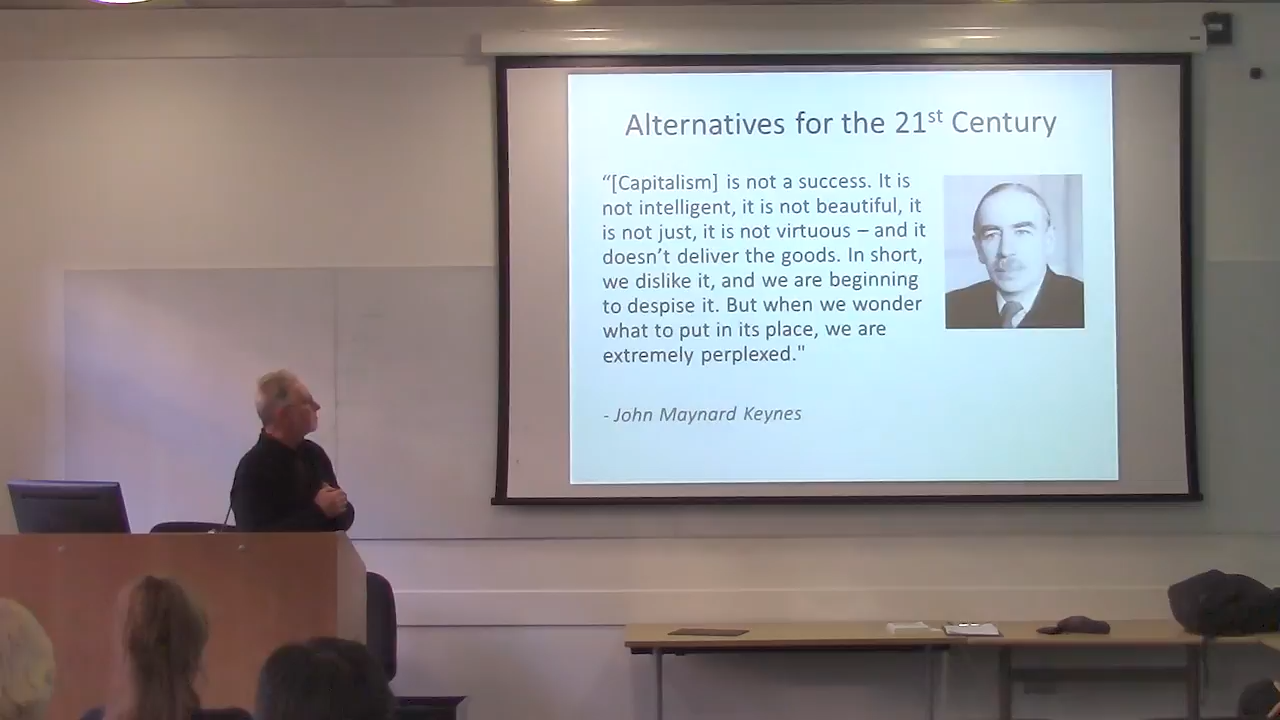 Alternatives for the 21st Century
“[Capitalism] is not a success. It is
not intelligent, it is not beautiful, it
is not just, it is not virtuous – and it
doesn’t deliver the goods. In short,
we dislike it, and we are beginning
to despise it. But when we wonder
what to put in its place, we are
extremely perplexed."
- John Maynard Keynes